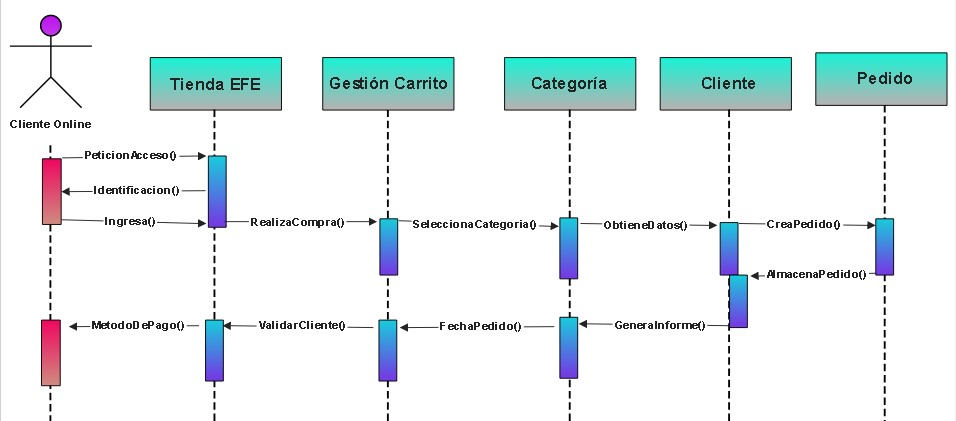 Tienda EFE
Gestión Carrito
Categoría
Cliente
Pedido
Cliente Online
PeticionAcceso()
Identificacion()
Ingresa()
RealizaCompra()
SeleccionaCategoria()
ObtieneDatos()
CreaPedido()
AlmacenaPedido()
MetodoDePago()
ValidarCliente()
FechaPedido()
GeneraInforme()